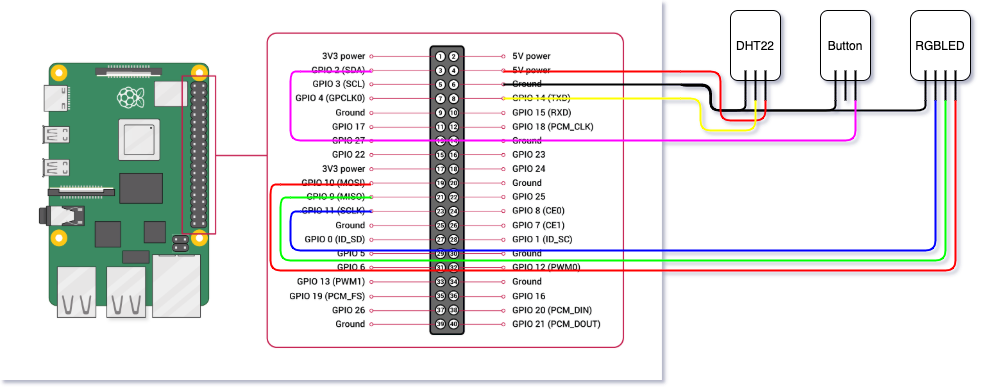 DHT22 Button RGBLED
3V3 power 1 2 5V power
GPIO 2 (SDA) 3 4 5V power
GPIO 3 (SCL) 5 6 Ground
GPIO 4 (GPCLK0) 7 8 GPIO 14 (TXD)
Ground 9 10 GPIO 15 (RXD)
GPIO 17 11 12 GPIO 18 (PCM_CLK)
GPIO 27 13 14 Ground
GPIO 22 15 16 GPIO 23
3V3 power 17 18 GPIO 24
GPIO 10 (MOSI) 19 20 Ground
GPIO 9 (MISO) 21 22 GPIO 25
GPIO 11 (SCLK) 23 24 GPIO 8 (CE0)
Ground 25 26 GPIO 7 (CE1)
GPIO 0 (ID_SD) 27 28 GPIO 1 (ID_SC)
GPIO 5 29 30 Ground
GPIO 6 31 32 GPIO 12 (PWM0)
GPIO 13 (PWM1) 33 34 Ground
GPIO 19 (PCM_FS) 35 36 GPIO 16
GPIO 26 37 38 GPIO 20 (PCM_DIN)
Ground 39 40 GPIO 21 (PCM_DOUT)